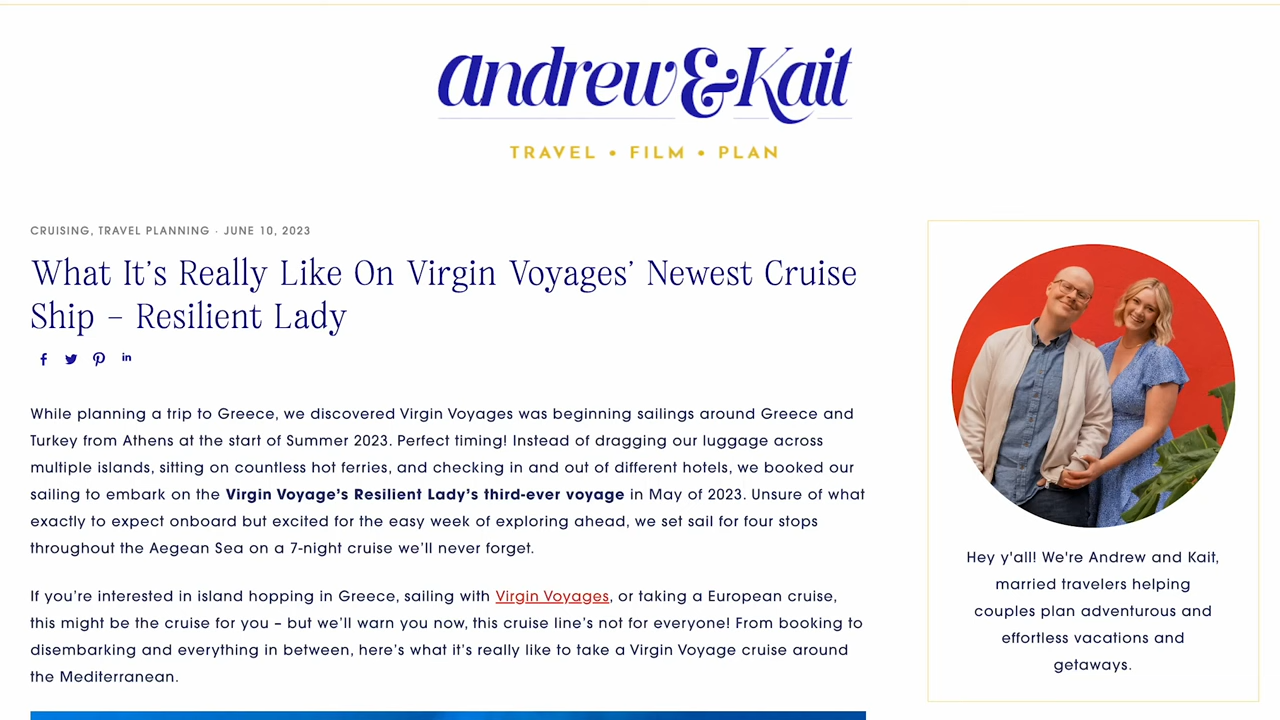 andrew & Kait
TRAVEL • FILM • PLAN
CRUISING, TRAVEL PLANNING · JUNE 10, 2023
What It’s Really Like On Virgin Voyages’ Newest Cruise
Ship – Resilient Lady
While planning a trip to Greece, we discovered Virgin Voyages was beginning sailings around Greece and
Turkey from Athens at the start of Summer 2023. Perfect timing! Instead of dragging our luggage across
multiple islands, sitting on countless hot ferries, and checking in and out of different hotels, we booked our
sailing to embark on the Virgin Voyage’s Resilient Lady’s third-ever voyage in May of 2023. Unsure of what
exactly to expect onboard but excited for the easy week of exploring ahead, we set sail for four stops
throughout the Aegean Sea on a 7-night cruise we’ll never forget.
If you’re interested in island hopping in Greece, sailing with Virgin Voyages, or taking a European cruise,
this might be the cruise for you – but we’ll warn you now, this cruise line’s not for everyone! From booking to
disembarking and everything in between, here’s what it’s really like to take a Virgin Voyage cruise around
the Mediterranean.
Hey y'all! We're Andrew and Kait,
married travelers helping
couples plan adventurous and
effortless vacations and
getaways.